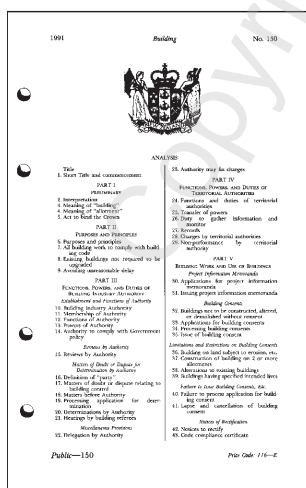 1991
Building
No. 150
ANALYSIS
Title
1. Short Title and commencement
PART I
PRELIMINARY
2. Interpretation
3. Meaning of "building"
4. Meaning of "allotment"
5. Act to bind the Crown
PART II
PURPOSES AND PRINCIPLES
6. Purposes and principles
7. All building work to comply with building code
8. Existing buildings not required to be upgraded
9. Avoiding unreasonable delay
PART III
FUNCTIONS, POWERS, AND DUTIES OF
BUILDING INDUSTRY AUTHORITY
Establishment and Functions of Authority
10. Building Industry Authority
11. Membership of Authority
12. Functions of Authority
13. Powers of Authority
14. Authority to comply with Government
policy
Reviews by Authority
15. Reviews by Authority
Matters of Doubt or Dispute for
Determination by Authority
16. Definition of "party"
17. Matters of doubt or dispute relating to
building control
18. Matters before Authority
19. Processing application for deter-
mination
20. Determinations by Authority
21. Hearings by building referees
Miscellaneous Provisions
22. Delegation by Authority
23. Authority may fix charges
PART IV
FUNCTIONS, POWERS, AND DUTIES OF
TERRITORIAL AUTHORITIES
24. Functions and duties of territorial
authorities
25. Transfer of powers
26. Duty to gather information and
monitor
27. Records
28. Charges by territorial authorities
29. Non-performance by territorial
authority
PART V
BUILDING WORK AND USE OF BUILDINGS
Project Information Memoranda
30. Applications for project information
memoranda
31. Issuing project information memoranda
Building Consents
32. Buildings not to be constructed, altered,
or demolished without consent
33. Applications for building consents
34. Processing building consents
35. Issue of building consents
Limitations and Restrictions on Building Consents
36. Building on land subject to erosion, etc.
37. Construction of building on 2 or more
allotments
38. Alterations to existing buildings
39. Buildings having specified intended lives
Failure to Issue Building Consents, Etc.
40. Failure to process application for build-
ing consent
41. Lapse and cancellation of building
consent
Notices of Rectification
42. Notices to rectify
43. Code compliance certificate
Public—150
Price Code: 116—E